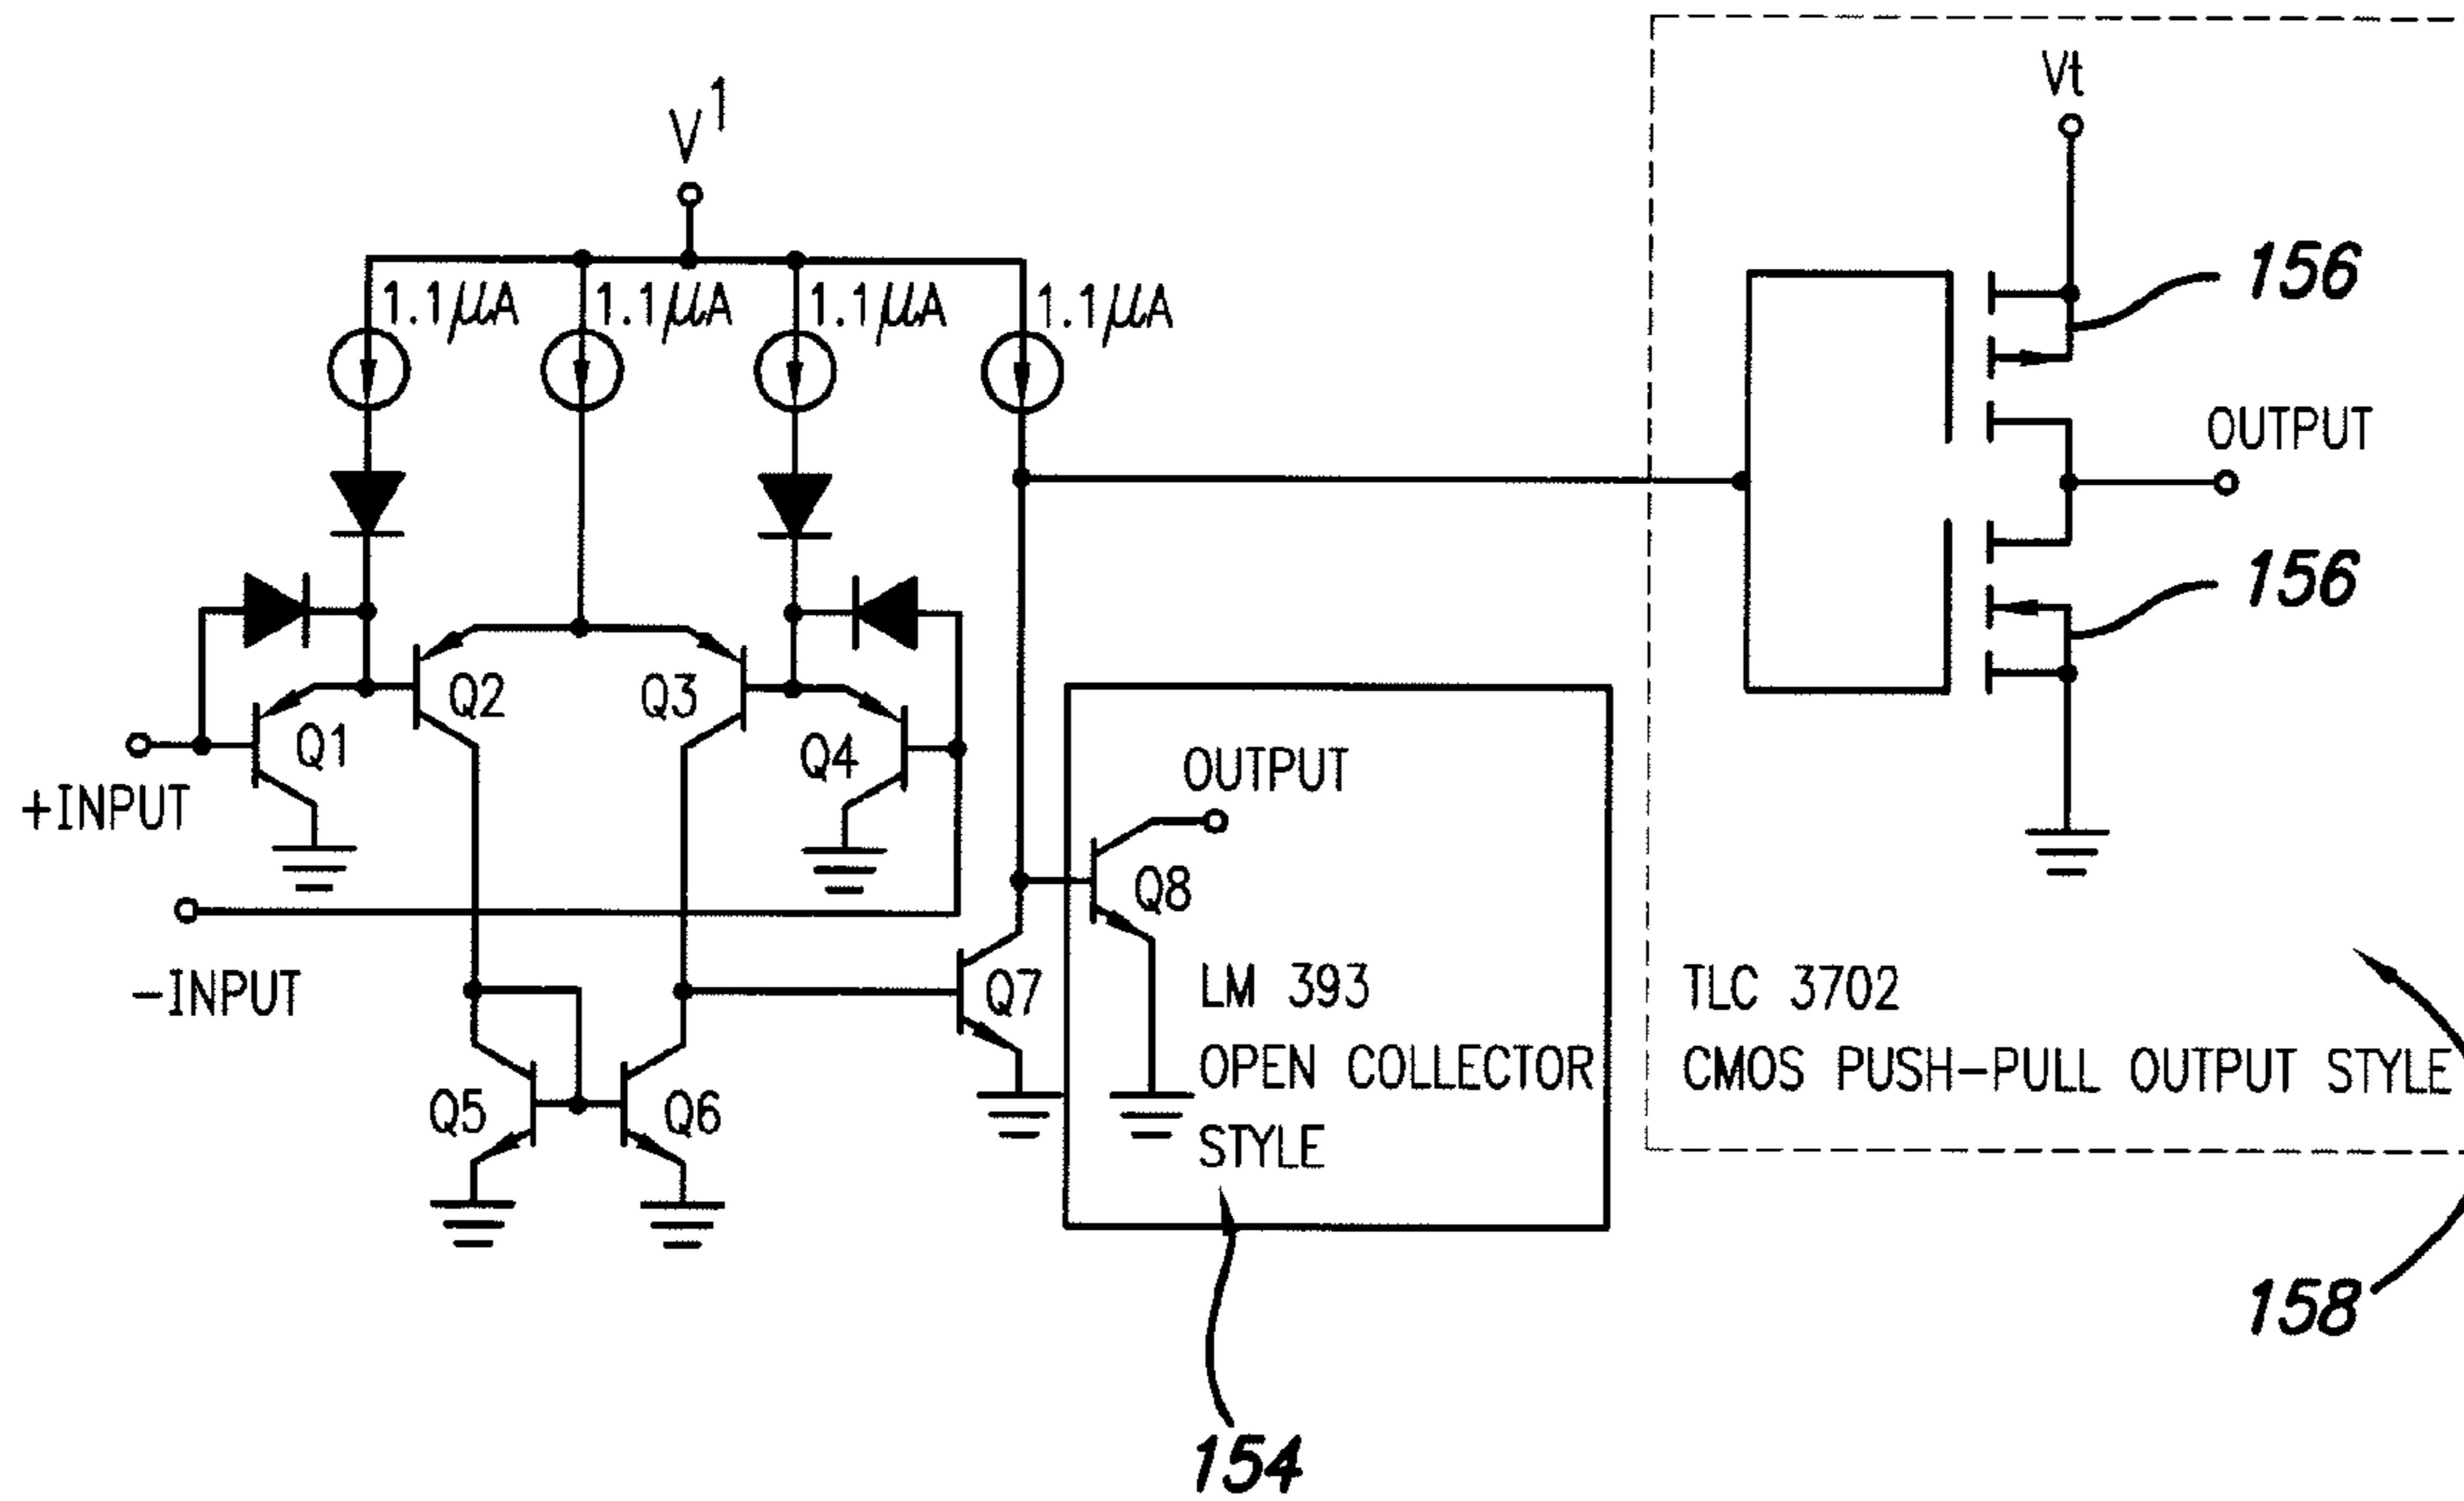 Vt
V1
1.1μA 1.1μA 1.1μA 1.1μA
156
OUTPUT
156
Q2 Q3
Q1 Q4
OUTPUT
+INPUT
Q8
-INPUT
Q7
LM 393
OPEN COLLECTOR
STYLE
TLC 3702
CMOS PUSH-PULL OUTPUT STYLE
Q5 Q6
158
154